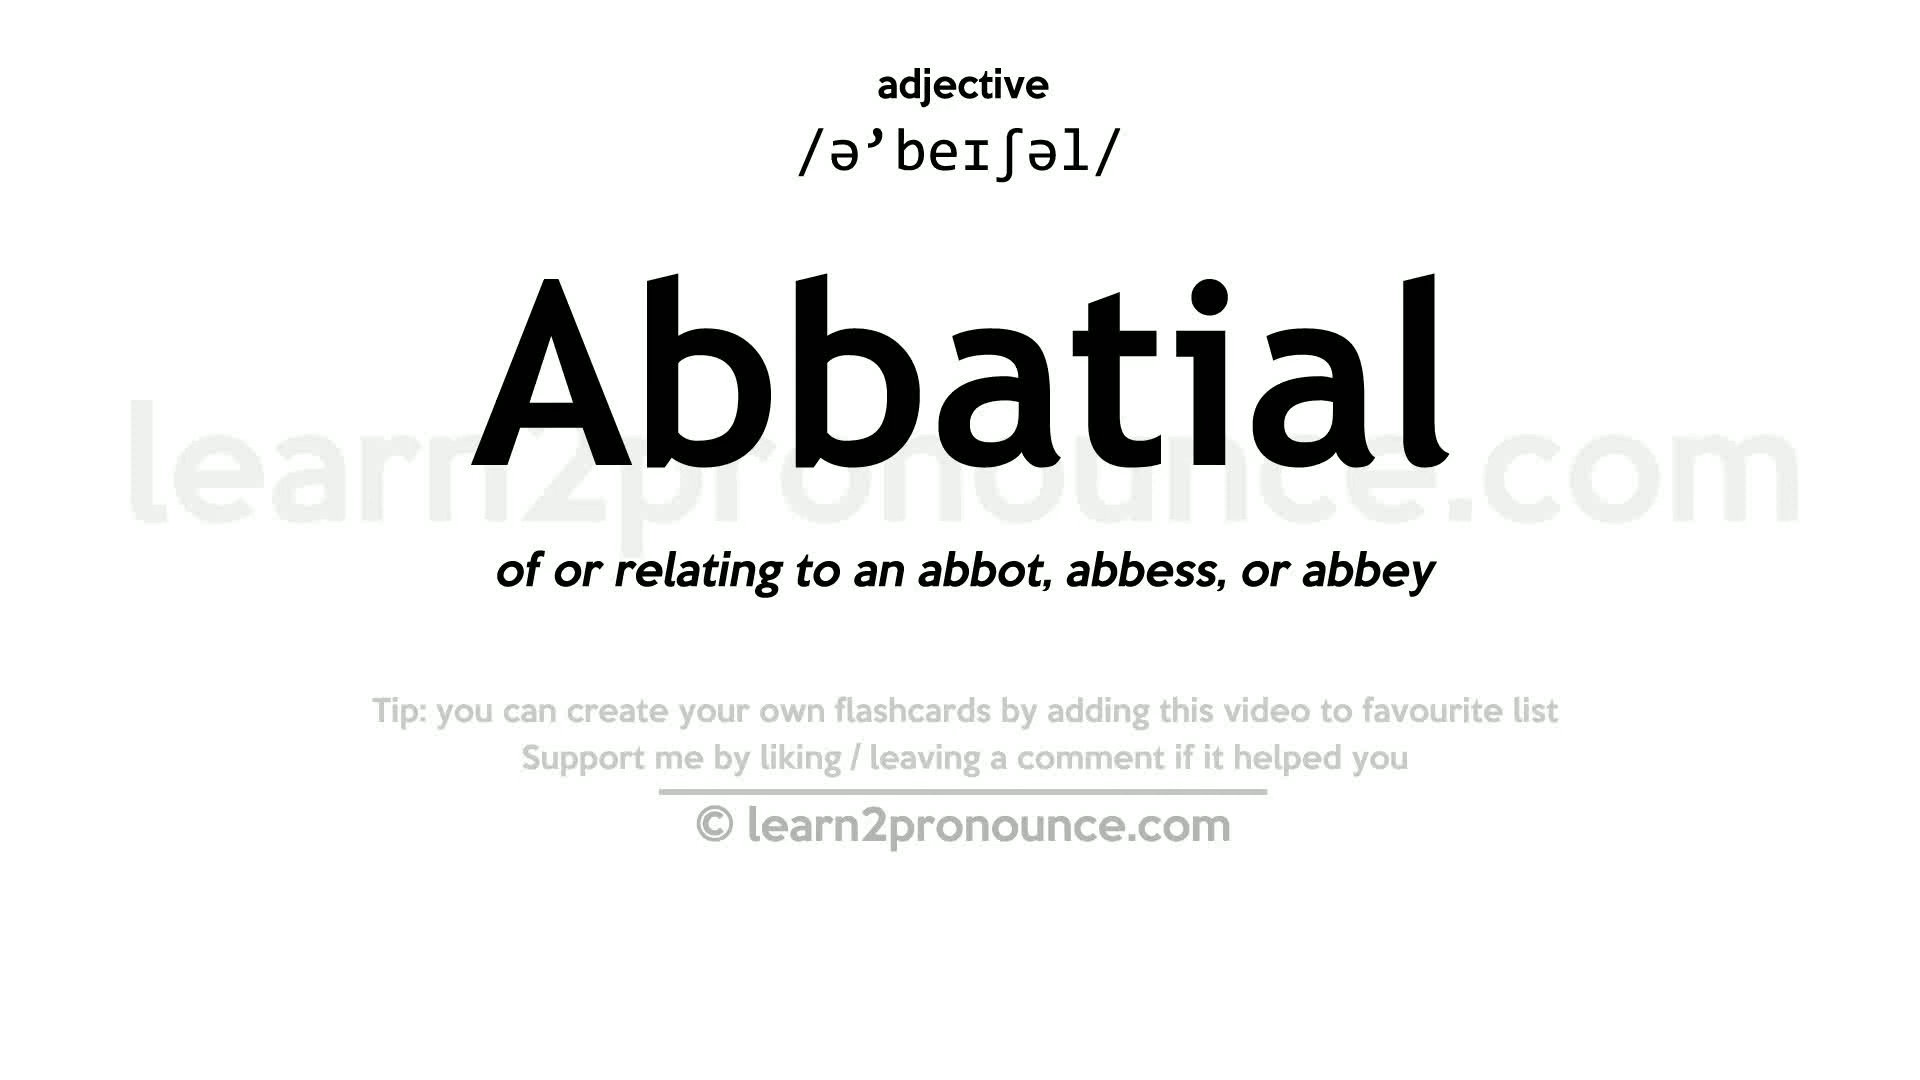 adjective
/ə’beɪʃəl/
Abbatial
learn2pronounce.com
of or relating to an abbot, abbess, or abbey
Tip: you can create your own flashcards by adding this video to favourite list
Support me by liking / leaving a comment if it helped you
© learn2pronounce.com